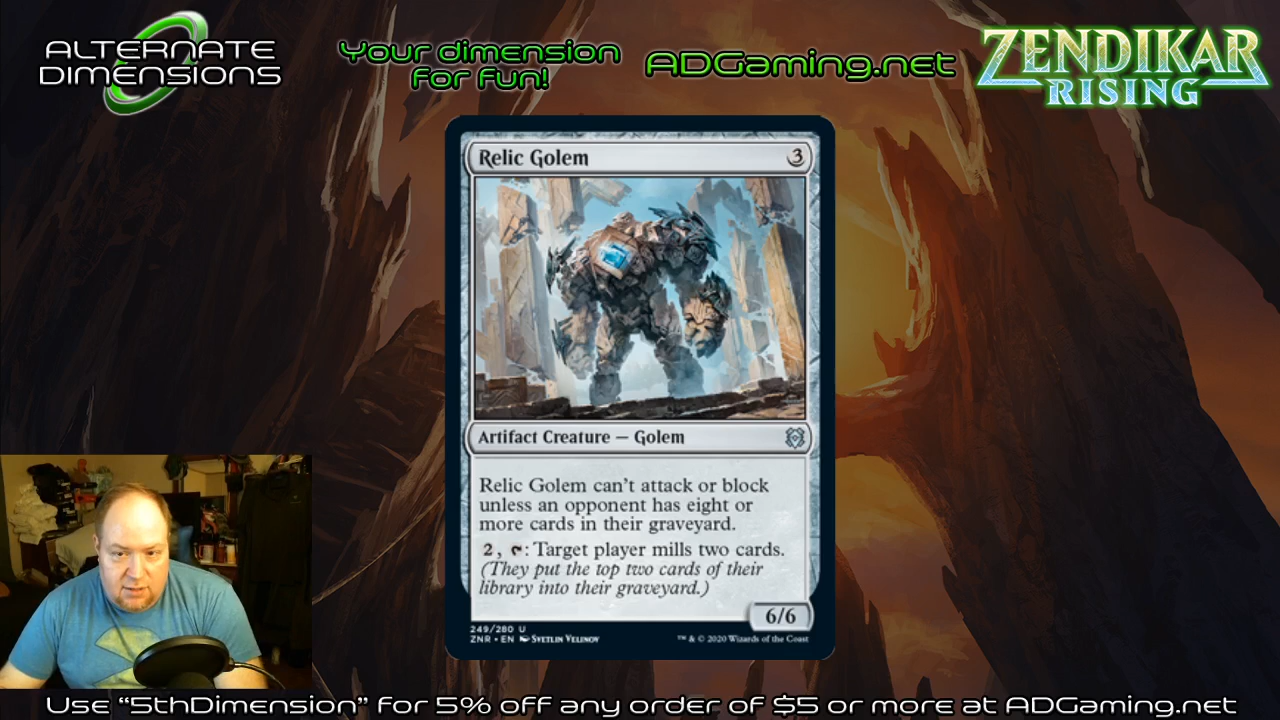 ALTERNATE
DIMENSIONS
Your dimension
for fun!
ADGaming.net
ZENDIKAR
RISING
Relic Golem 3
Artifact Creature — Golem
Relic Golem can't attack or block
unless an opponent has eight or
more cards in their graveyard.
2, : Target player mills two cards.
(They put the top two cards of their
library into their graveyard.)
6/6
249/280 U
ZNR • EN Svetlin Velinov
™ & © 2020 Wizards of the Coast
Use “5thDimension” for 5% off any order of $5 or more at ADGaming.net